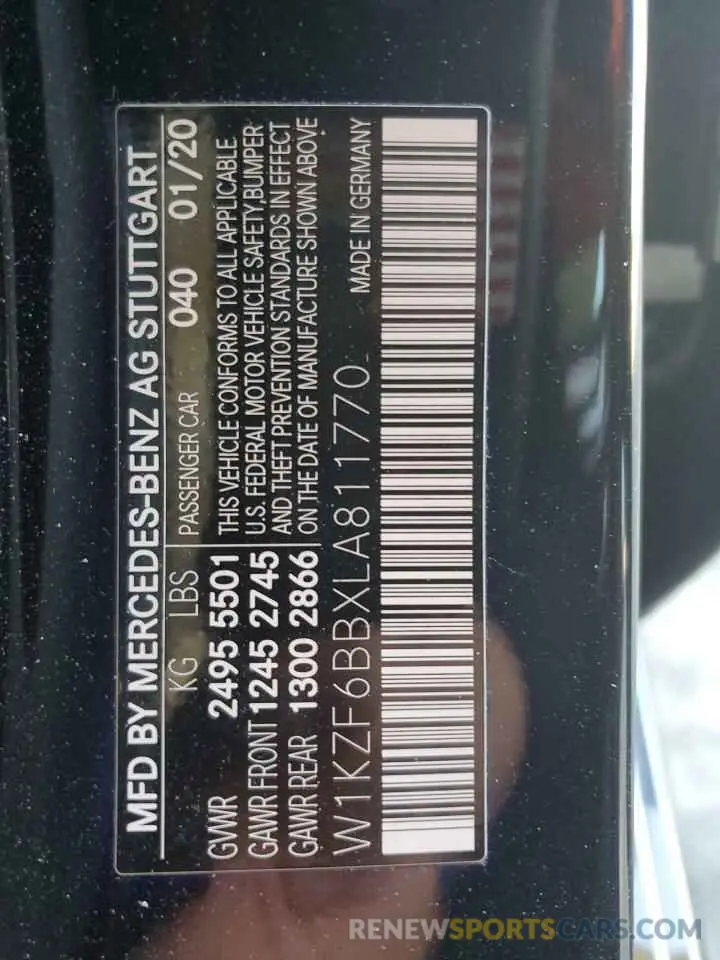 MFD BY MERCEDES-BENZ AG STUTTGART
KG LBS PASSENGER CAR 040 01/20
GVWR 2495 5501 THIS VEHICLE CONFORMS TO ALL APPLICABLE
U.S. FEDERAL MOTOR VEHICLE SAFETY,BUMPER
GAWR FRONT 1245 2745 AND THEFT PREVENTION STANDARDS IN EFFECT
GAWR REAR 1300 2866 ON THE DATE OF MANUFACTURE SHOWN ABOVE
W1KZF6BBXLA811770 MADE IN GERMANY
RENEWSPORTSCARS.COM